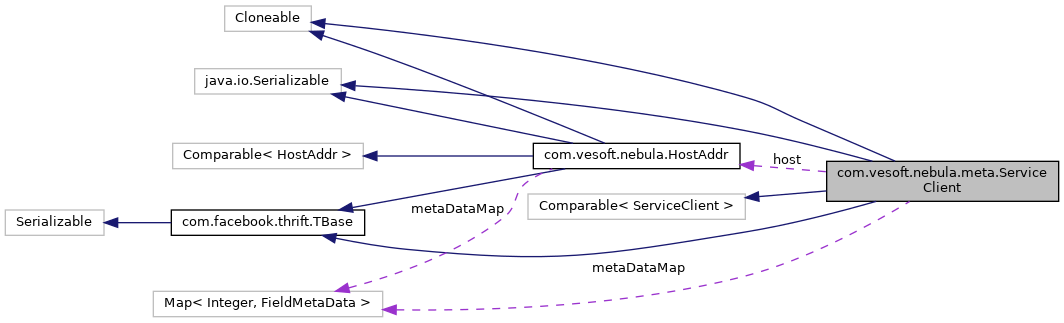 Cloneable
java.io.Serializable
Comparable< HostAddr >
com.vesoft.nebula.HostAddr
host
com.vesoft.nebula.meta.Service
Client
Comparable< ServiceClient >
metaDataMap
Serializable
com.facebook.thrift.TBase
metaDataMap
Map< Integer, FieldMetaData >